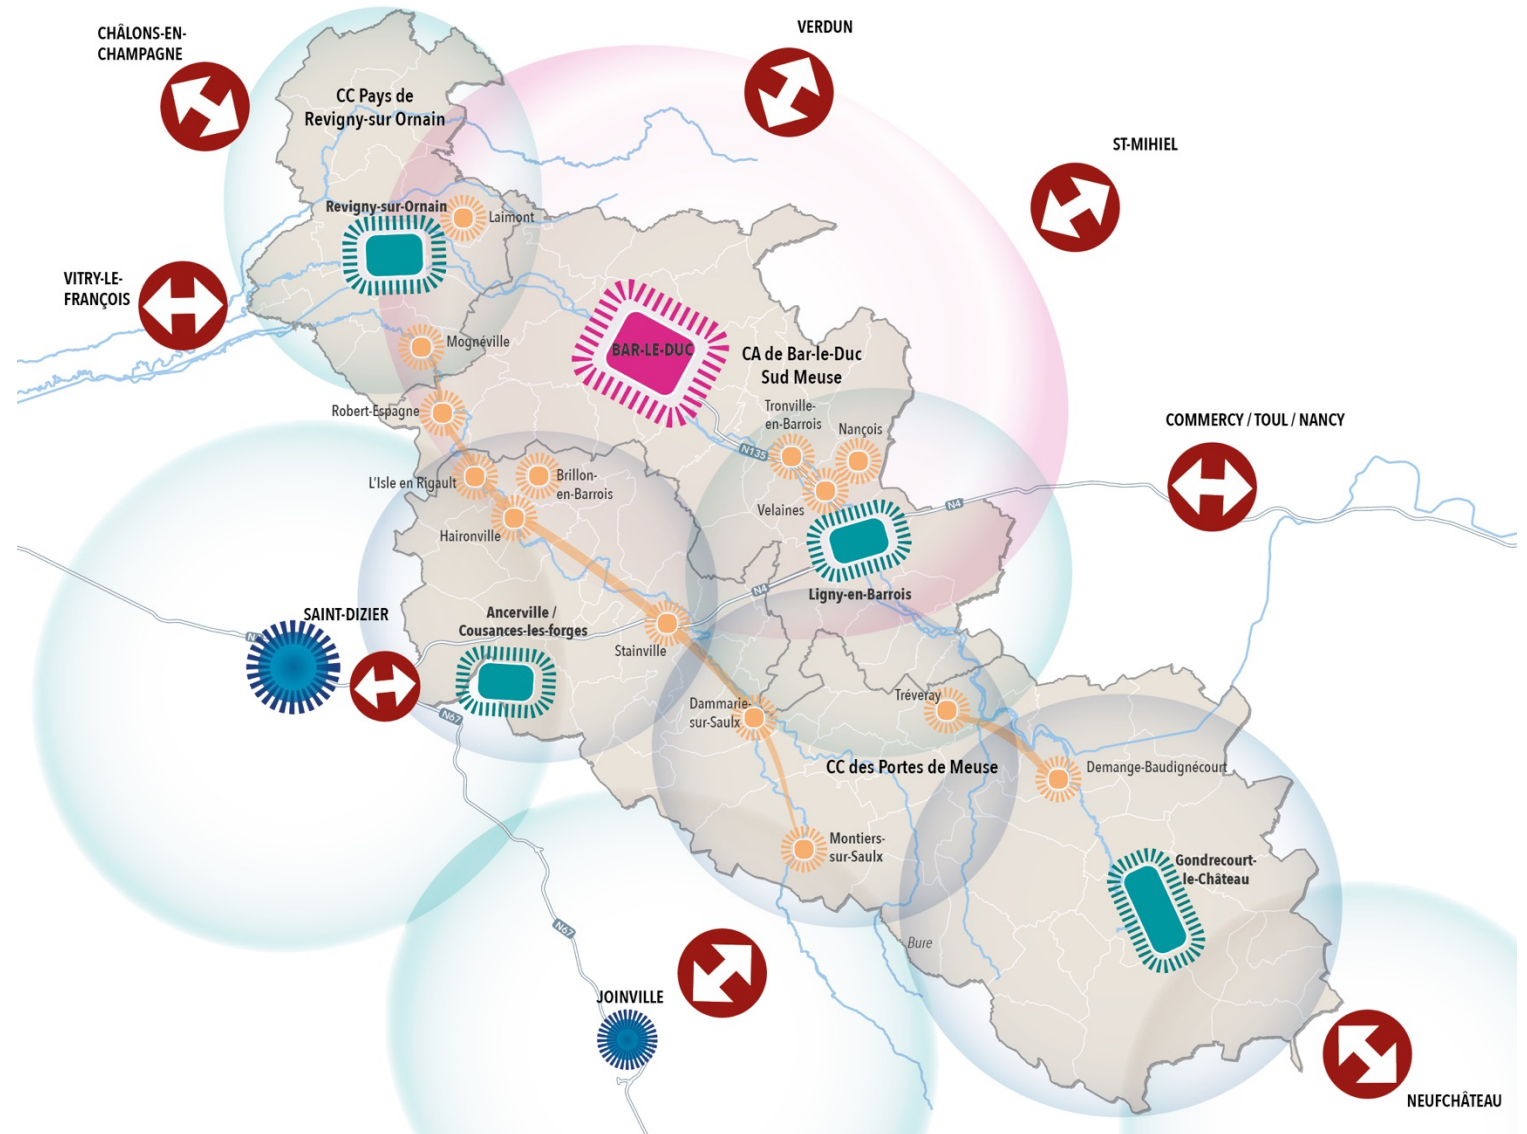 CHÂLONS-EN-
CHAMPAGNE
VERDUN
CC Pays de
Revigny-sur Ornain
ST-MIHIEL
Revigny-sur-Ornain
Laimont
VITRY-LE-
FRANÇOIS
Mognéville
BAR-LE-DUC
CA de Bar-le-Duc
Sud Meuse
Robert-Espagne
Tronville-
en-Barrois
Nançois
COMMERCY / TOUL / NANCY
N135
L'Isle en Rigault
Brillon-
en-Barrois
Velaines
N4
Haironville
N4
Ligny-en-Barrois
SAINT-DIZIER
Ancerville /
Cousances-les-forges
Stainville
N67
Dammarie-
sur-Saulx
Tréveray
CC des Portes de Meuse
Demange-Baudignécourt
Montiers-
sur-Saulx
Gondrecourt-
le-Château
N67
Bure
JOINVILLE
NEUFCHÂTEAU